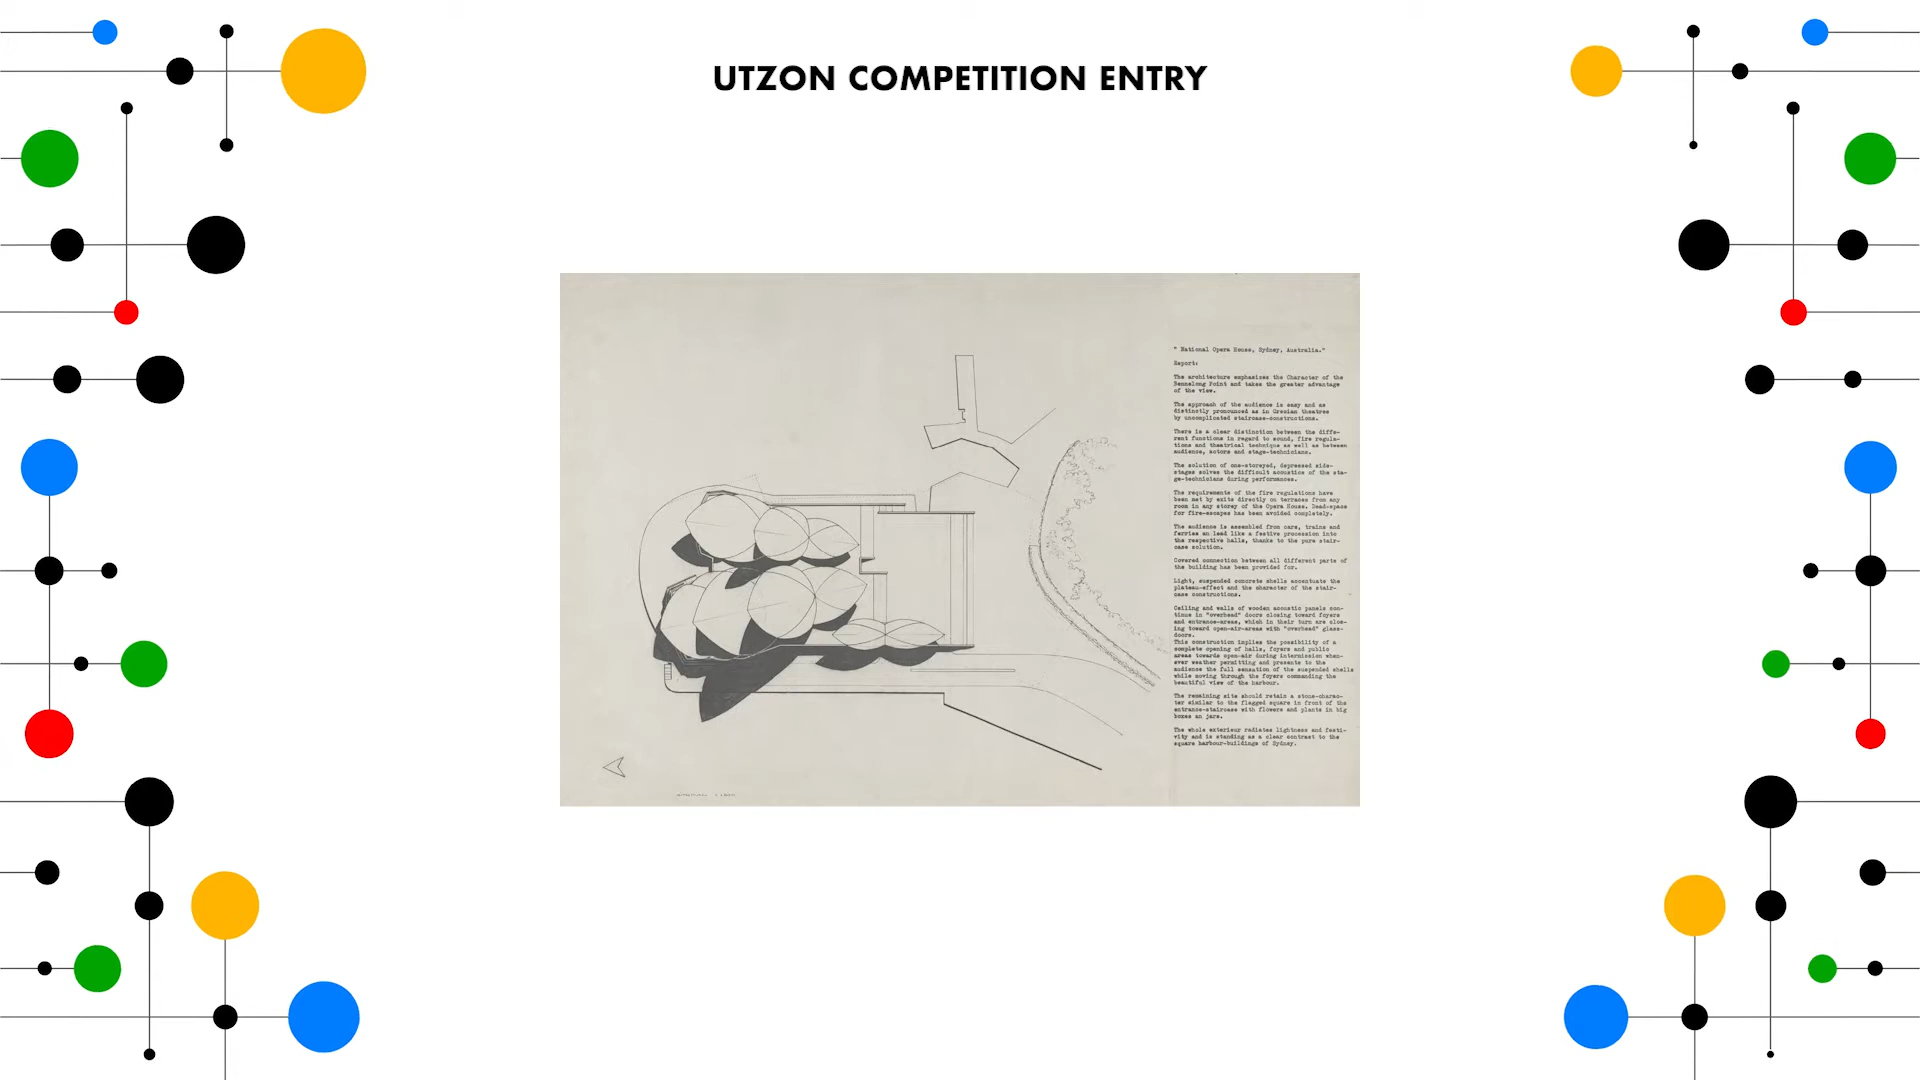 UTZON COMPETITION ENTRY
" National Opera House, Sydney, Australia."
Report:
The architecture emphasizes the Character of the
Bennelong Point and takes the greater advantage
of the view.
The approach of the audience is easy and as
distinctly pronounced as in Grecian theatres
by uncomplicated staircase-constructions.
There is a clear distinction between the diffe-
rent functions in regard to sound, fire regula-
tions and theatrinal technique as well as between
audience, actors and stage-technicians.
The solution of one-storeyed, depressed side-
stages solves the difficult acoustics of the sta-
ge-technicians during performances.
The requirements of the fire regulations have
been met by exits directly on terraces from any
room in any storey of the Opera House. Dead-space
for fire-escapes has been avoided completely.
The audience is assembled from cars, trains and
ferries an lead like a festive procession into
the respective halls, thanks to the pure stair-
case solution.
Covered connection between all different parts of
the building has been provided for.
Light, suspended concrete shells accentuate the
plateau-effect and the character of the stair-
case constructions.
Ceiling and walls of wooden acoustic panels con-
tinue in "overhead" doors closing toward foyers
and entrance-areas, which in their turn are clos-
ing toward open-air-areas with "overhead" glass-
doors.
This construction implies the possibility of a
complete opening of halls, foyers and public
areas towards open-air during intermission when-
ever weather permitting and presents to the
audience the full sensation of the suspended shells
while moving through the foyers commanding the
beautiful view of the harbour.
The remaining site should retain a stone-charac-
ter similar to the flagged square in front of the
entrance-staircase with flowers and plants in big
boxes an jars.
The whole exterieur radiates lightness and festi-
vity and is standing as a clear contrast to the
square harbour-buildings of Sydney.